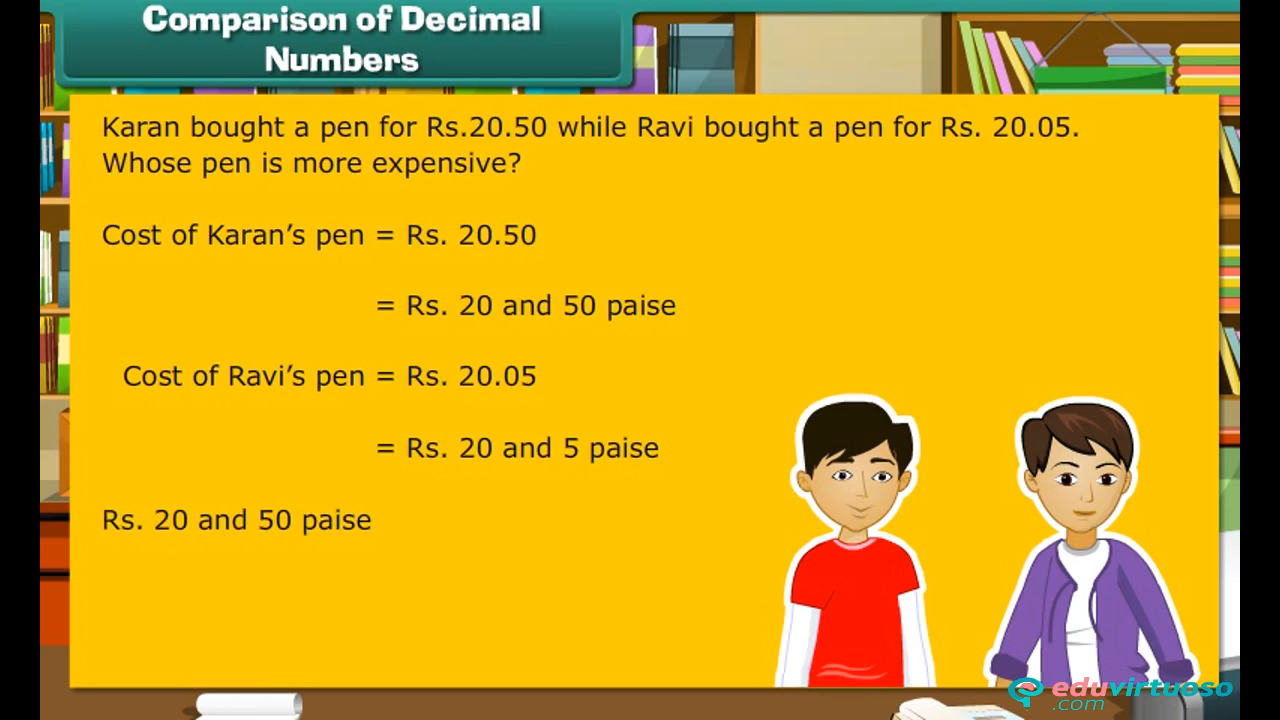 Comparison of Decimal
Numbers
Karan bought a pen for Rs.20.50 while Ravi bought a pen for Rs. 20.05.
Whose pen is more expensive?
Cost of Karan’s pen = Rs. 20.50
= Rs. 20 and 50 paise
Cost of Ravi’s pen = Rs. 20.05
= Rs. 20 and 5 paise
Rs. 20 and 50 paise
eduvirtuoso
.com